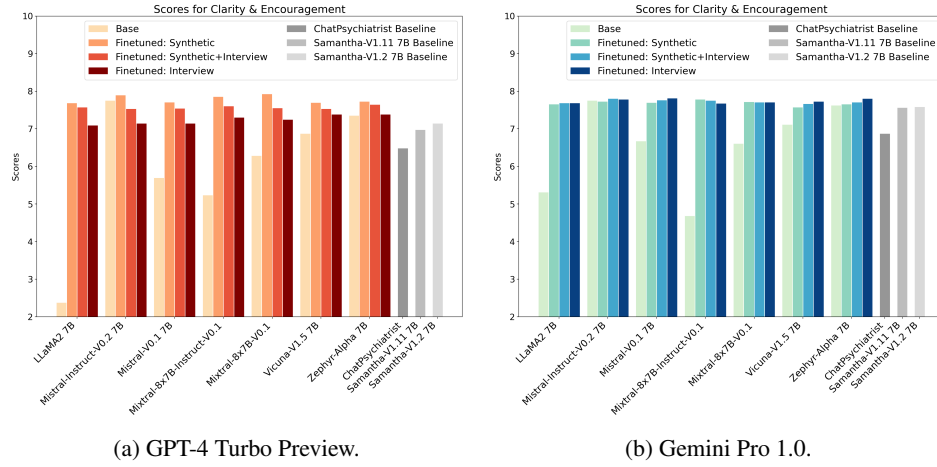 Scores for Clarity & Encouragement
10
9
8
7
6
5
4
3
2
Scores
Base
Finetuned: Synthetic
Finetuned: Synthetic+Interview
Finetuned: Interview
ChatPsychiatrist Baseline
Samantha-V1.11 7B Baseline
Samantha-V1.2 7B Baseline
LLaMA2 7B
Mistral-Instruct-V0.2 7B
Mistral-V0.1 7B
Mixtral-8x7B-Instruct-V0.1
Mixtral-8x7B-V0.1
Vicuna-V1.5 7B
Zephyr-Alpha 7B
ChatPsychiatrist
Samantha-V1.11 7B
Samantha-V1.2 7B
(a) GPT-4 Turbo Preview.
Scores for Clarity & Encouragement
10
9
8
7
6
5
4
3
2
Scores
Base
Finetuned: Synthetic
Finetuned: Synthetic+Interview
Finetuned: Interview
ChatPsychiatrist Baseline
Samantha-V1.11 7B Baseline
Samantha-V1.2 7B Baseline
LLaMA2 7B
Mistral-Instruct-V0.2 7B
Mistral-V0.1 7B
Mixtral-8x7B-Instruct-V0.1
Mixtral-8x7B-V0.1
Vicuna-V1.5 7B
Zephyr-Alpha 7B
ChatPsychiatrist
Samantha-V1.11 7B
Samantha-V1.2 7B
(b) Gemini Pro 1.0.